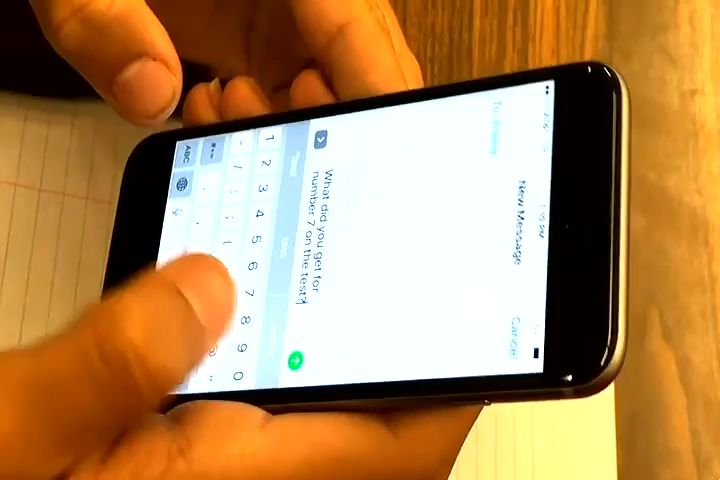 New Message
Cancel
To:
What did you get for
number 7 on the test?
1 2 3 4 5 6 7 8 9 0
#+=
ABC